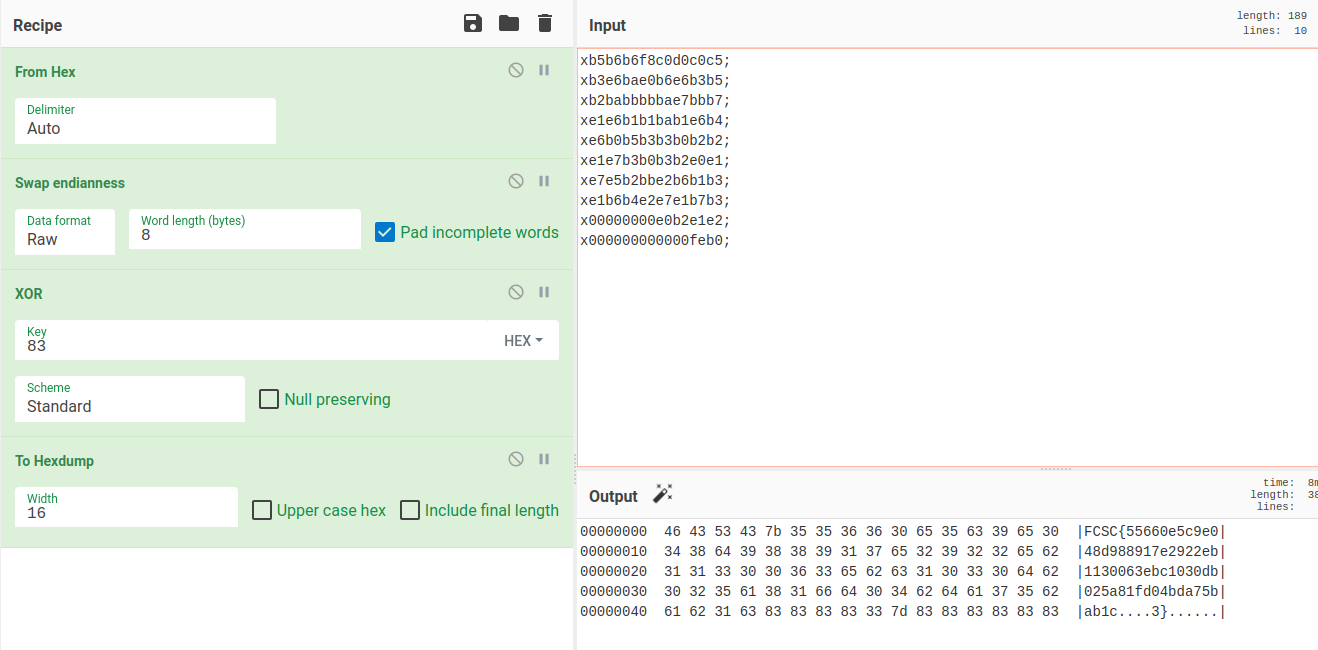 Recipe
From Hex
Delimiter
Auto
Swap endianness
Data format
Raw
Word length (bytes)
8
Pad incomplete words
XOR
Key
83
HEX
Scheme
Standard
Null preserving
To Hexdump
Width
16
Upper case hex
Include final length
Input
length: 189
lines: 10
xb5b6b6f8c0d0c0c5;
xb3e6bae0b6e6b3b5;
xb2babbbbbae7bbb7;
xe1e6b1b1bab1e6b4;
xe6b0b5b3b3b0b2b2;
xe1e7b3b0b3b2e0e1;
xe7e5b2bbe2b6b1b3;
xe1b6b4e2e7e1b7b3;
x00000000e0b2e1e2;
x000000000000feb0;
Output
time: 8m
length: 38
lines:
00000000 46 43 53 43 7b 35 35 36 36 30 65 35 63 39 65 30 |FCSC{55660e5c9e0|
00000010 34 38 64 39 38 38 39 31 37 65 32 39 32 32 65 62 |48d988917e2922eb|
00000020 31 31 33 30 30 36 33 65 62 63 31 30 33 30 64 62 |1130063ebc1030db|
00000030 30 32 35 61 38 31 66 64 30 34 62 64 61 37 35 62 |025a81fd04bda75b|
00000040 61 62 31 63 83 83 83 83 33 7d 83 83 83 83 83 83 |ab1c....3}......|